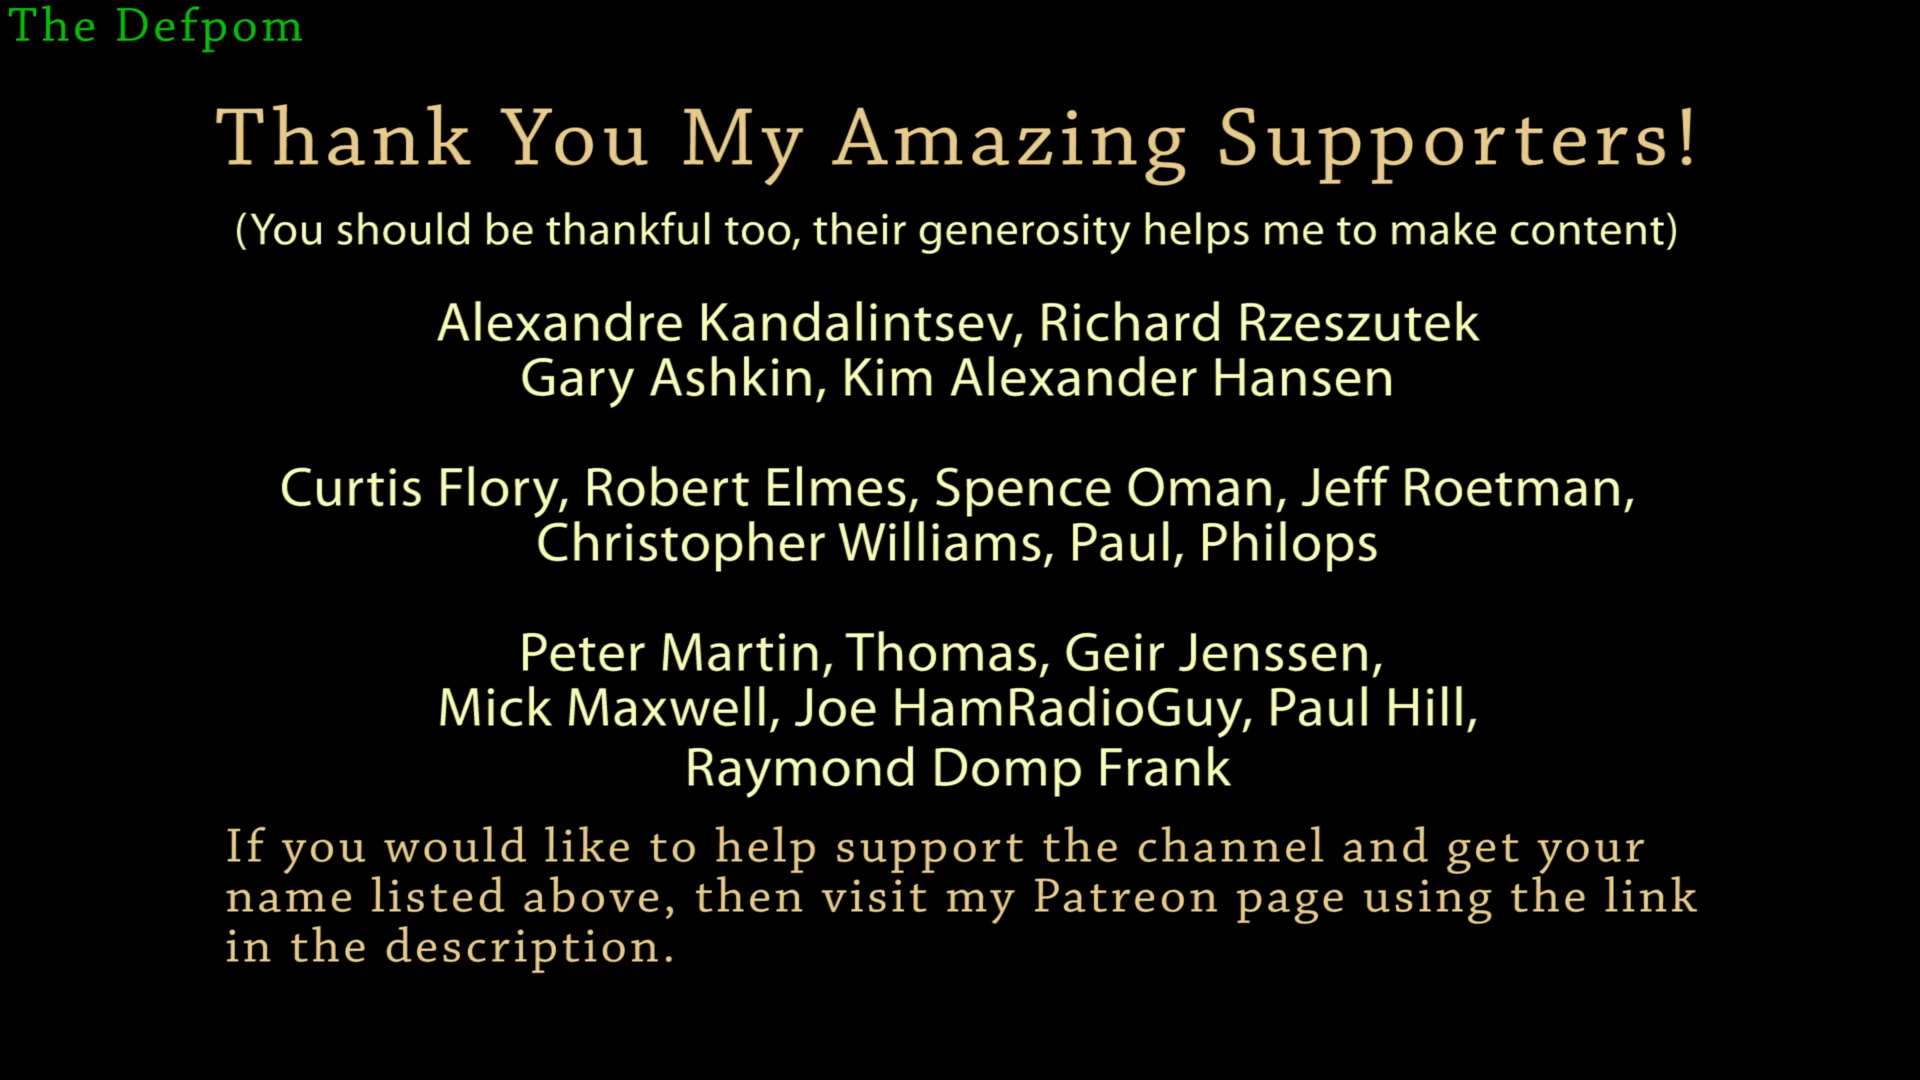 The Defpom
Thank You My Amazing Supporters!
(You should be thankful too, their generosity helps me to make content)
Alexandre Kandalintsev, Richard Rzeszutek
Gary Ashkin, Kim Alexander Hansen
Curtis Flory, Robert Elmes, Spence Oman, Jeff Roetman,
Christopher Williams, Paul, Philops
Peter Martin, Thomas, Geir Jenssen,
Mick Maxwell, Joe HamRadioGuy, Paul Hill,
Raymond Domp Frank
If you would like to help support the channel and get your
name listed above, then visit my Patreon page using the link
in the description.